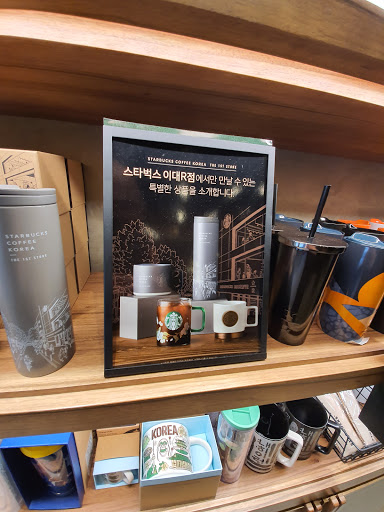 STARBUCKS COFFEE KOREA THE 1ST STORE
스타벅스 이대R점에서만 만날 수 있는
특별한 상품을 소개합니다!
STARBUCKS
COFFEE
KOREA
THE 1ST STORE
KOREA